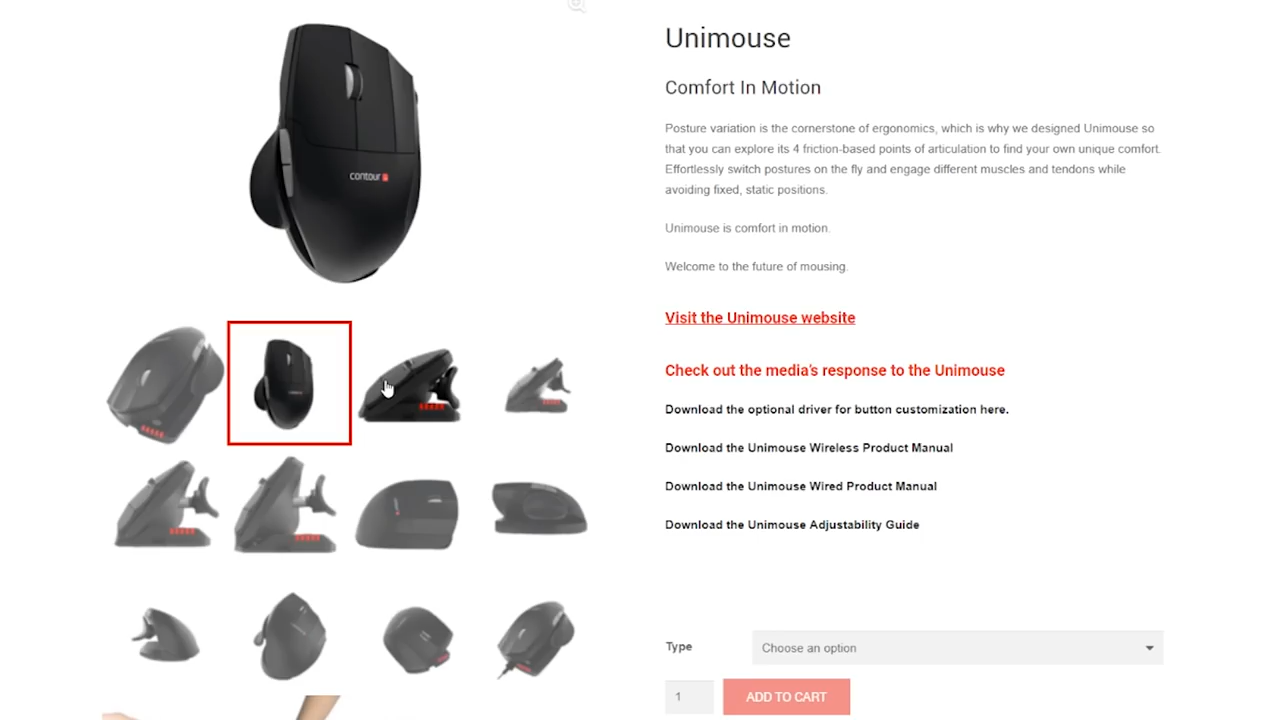 contour
Unimouse
Comfort In Motion
Posture variation is the cornerstone of ergonomics, which is why we designed Unimouse so
that you can explore its 4 friction-based points of articulation to find your own unique comfort.
Effortlessly switch postures on the fly and engage different muscles and tendons while
avoiding fixed, static positions.
Unimouse is comfort in motion.
Welcome to the future of mousing.
Visit the Unimouse website
Check out the media's response to the Unimouse
Download the optional driver for button customization here.
Download the Unimouse Wireless Product Manual
Download the Unimouse Wired Product Manual
Download the Unimouse Adjustability Guide
Type
Choose an option
1
ADD TO CART